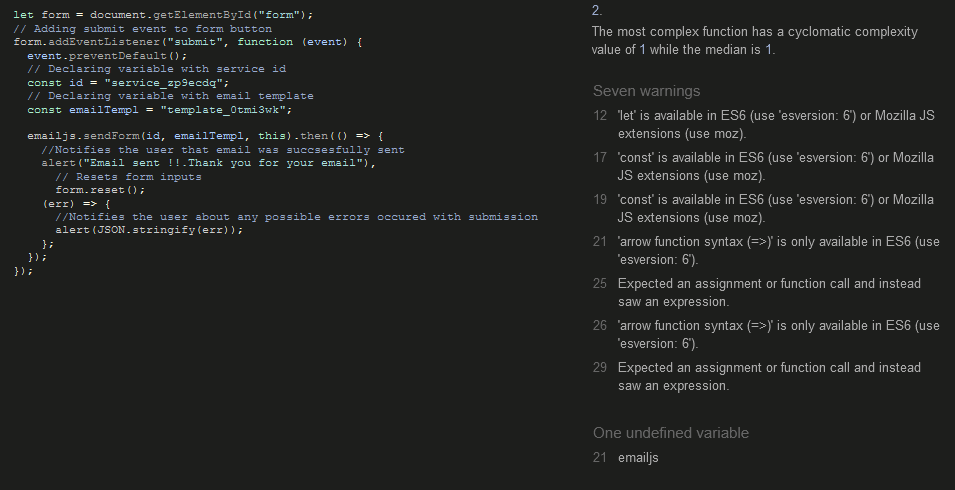 let form = document.getElementById("form");
// Adding submit event to form button
form.addEventListener("submit", function (event) {
event.preventDefault();
// Declaring variable with service id
const id = "service_zp9ecdq";
// Declaring variable with email template
const emailTempl = "template_0tmi3wk";
emailjs.sendForm(id, emailTempl, this).then(() => {
//Notifies the user that email was succsesfully sent
alert("Email sent !!.Thank you for your email"),
// Resets form inputs
form.reset();
(err) => {
//Notifies the user about any possible errors occured with submission
alert(JSON.stringify(err));
};
});
});
2.
The most complex function has a cyclomatic complexity
value of 1 while the median is 1.
Seven warnings
12 'let' is available in ES6 (use 'esversion: 6') or Mozilla JS
extensions (use moz).
17 'const' is available in ES6 (use 'esversion: 6') or Mozilla
JS extensions (use moz).
19 'const' is available in ES6 (use 'esversion: 6') or Mozilla
JS extensions (use moz).
21 'arrow function syntax (=>)' is only available in ES6 (use
'esversion: 6').
25 Expected an assignment or function call and instead
saw an expression.
26 'arrow function syntax (=>)' is only available in ES6 (use
'esversion: 6').
29 Expected an assignment or function call and instead
saw an expression.
One undefined variable
21 emailjs